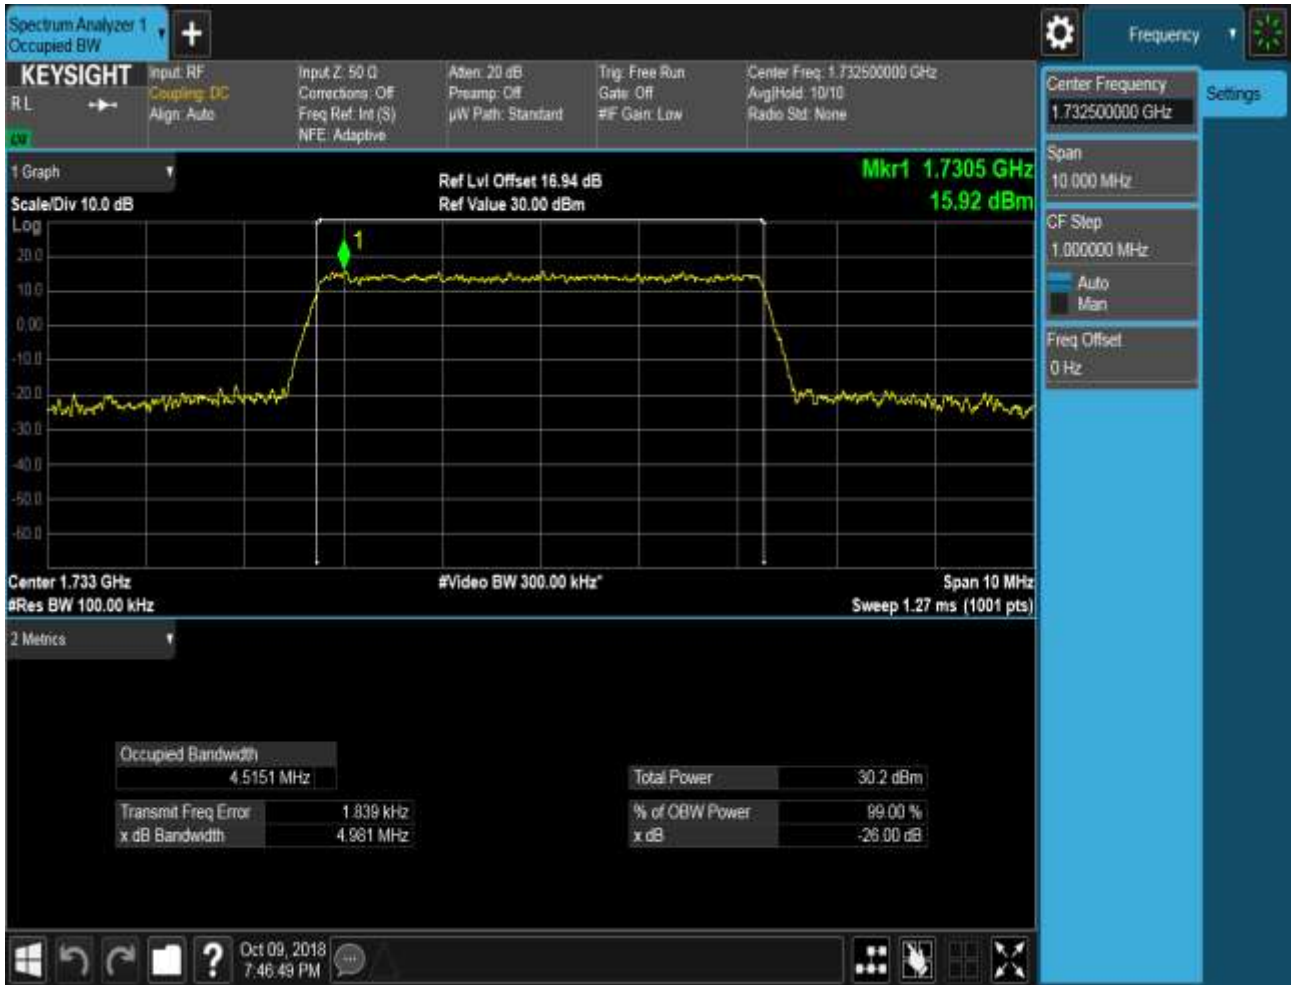 Spectrum Analyzer 1
Occupied BW
Frequency
KEYSIGHT
RL
Input: RF
Coupling: DC
Align: Auto
Input Z: 50 Ω
Corrections: Off
Freq Ref: Int (S)
NFE: Adaptive
Atten: 20 dB
Preamp: Off
µW Path: Standard
Trig: Free Run
Gate: Off
#IF Gain: Low
Center Freq: 1.732500000 GHz
Avg|Hold: 10/10
Radio Std: None
Center Frequency
1.732500000 GHz
Settings
Span
10.000 MHz
CF Step
1.000000 MHz
Auto
Man
Freq Offset
0 Hz
1 Graph
Scale/Div 10.0 dB
Ref Lvl Offset 16.94 dB
Ref Value 30.00 dBm
Mkr1 1.7305 GHz
15.92 dBm
Log
1
20.0
10.0
0.00
-10.0
-20.0
-30.0
-40.0
-50.0
-60.0
Center 1.733 GHz
#Video BW 300.00 kHz*
Span 10 MHz
#Res BW 100.00 kHz
Sweep 1.27 ms (1001 pts)
2 Metrics
Occupied Bandwidth
4.5151 MHz
Total Power 30.2 dBm
Transmit Freq Error 1.839 kHz
% of OBW Power 99.00 %
x dB Bandwidth 4.981 MHz
x dB -26.00 dB
?
Oct 09, 2018
7:46:49 PM